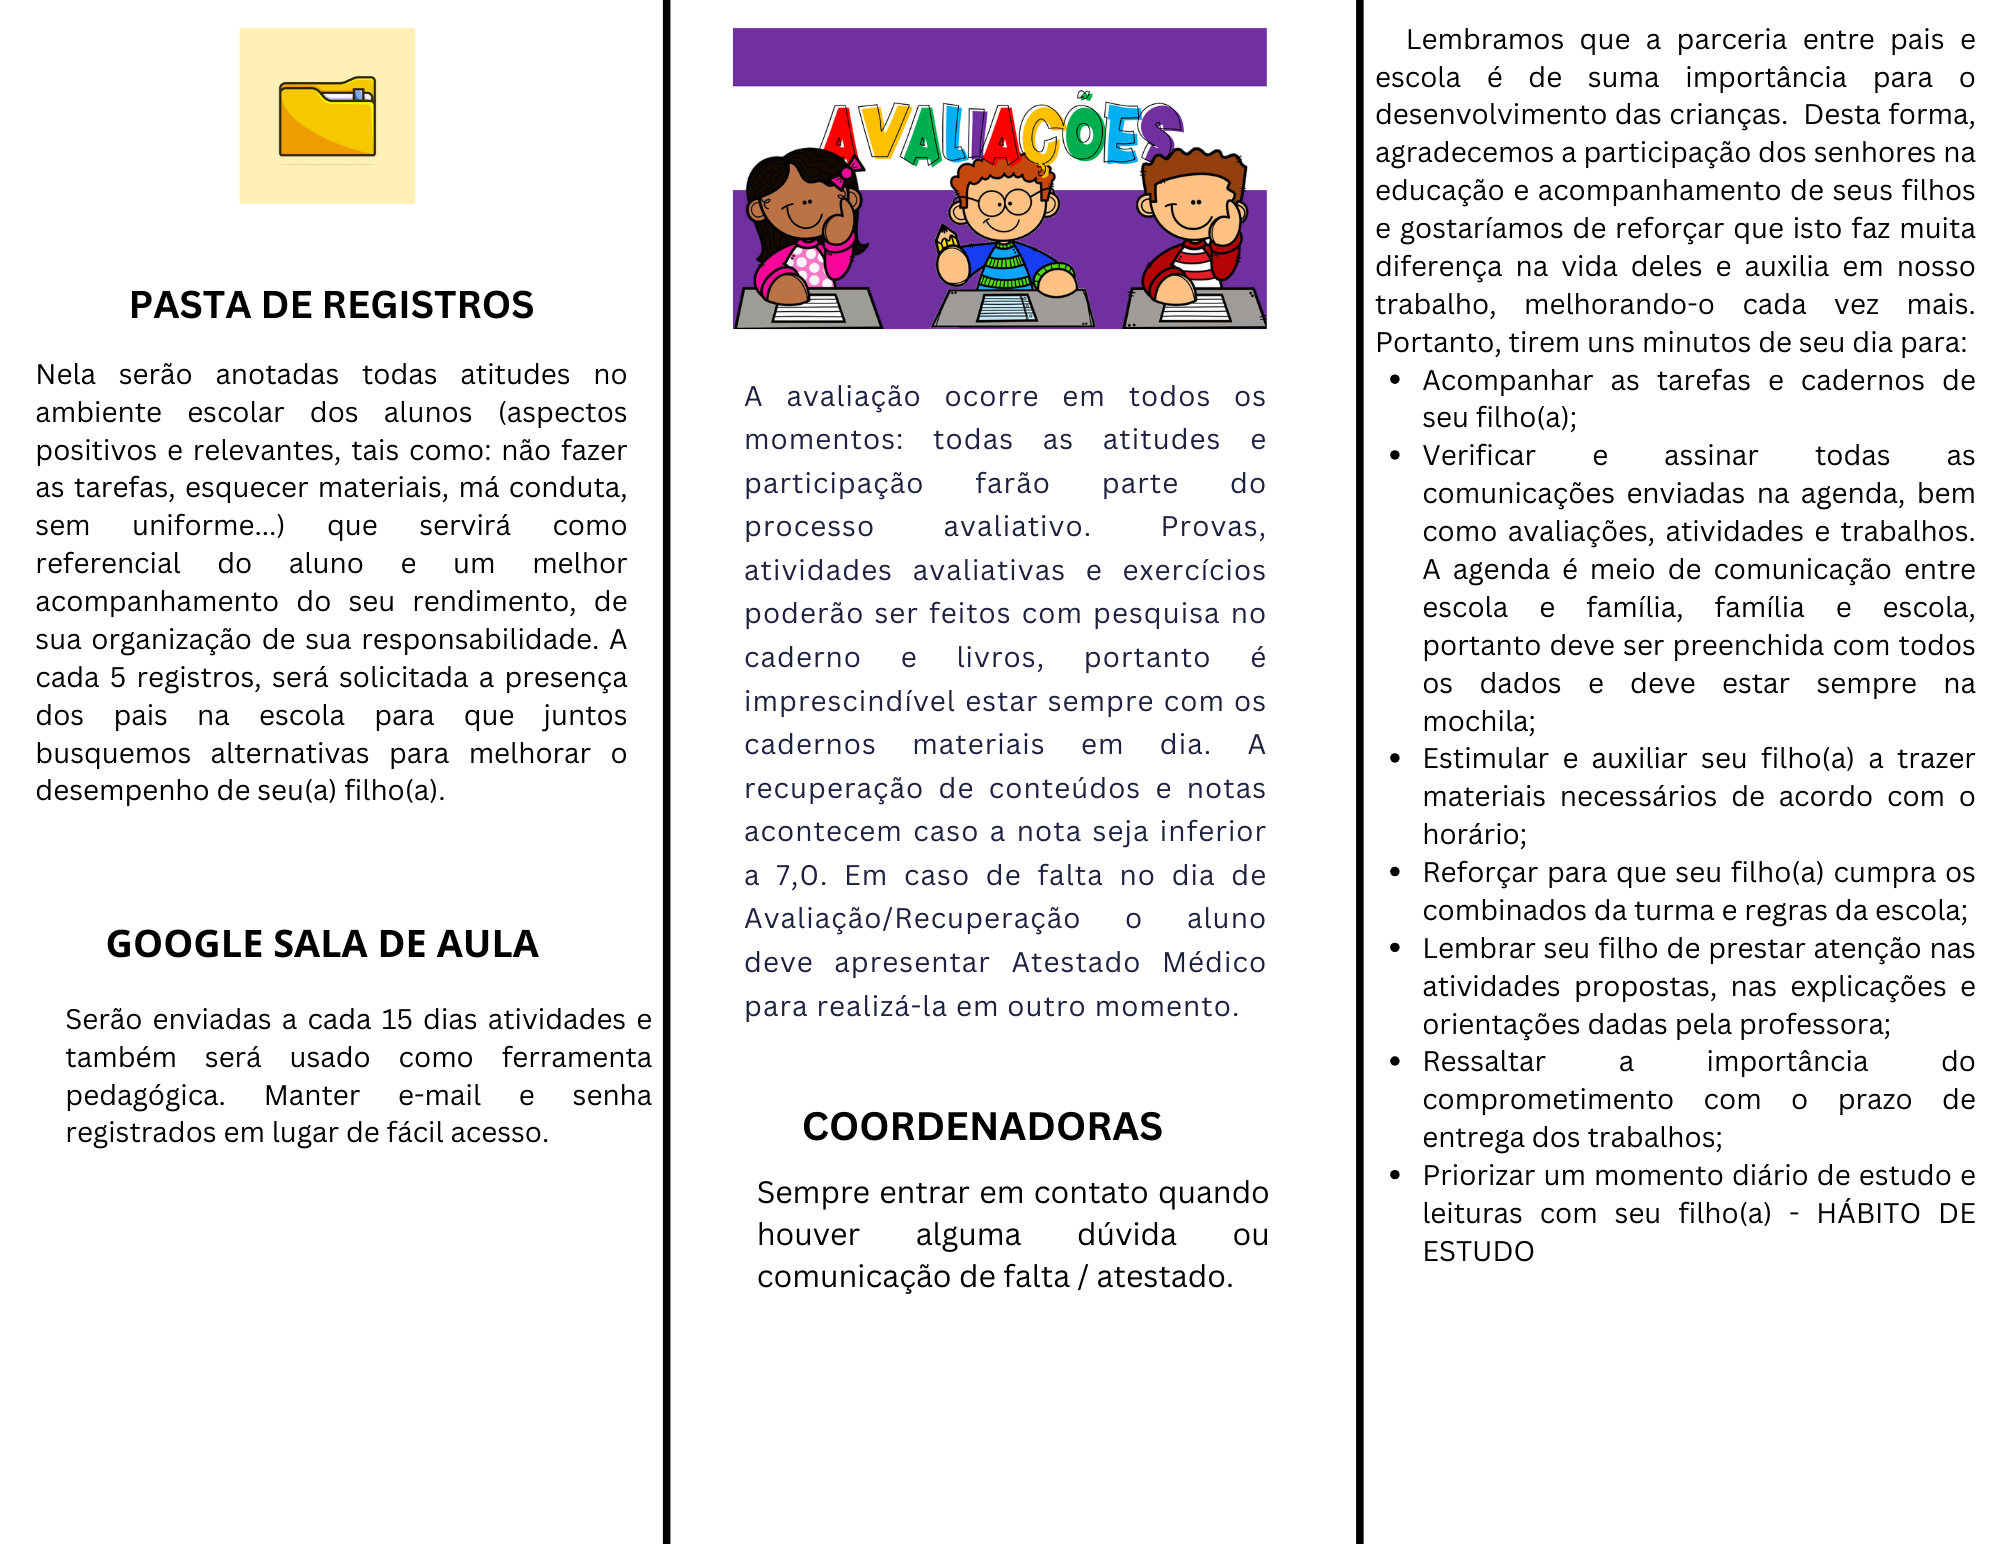 PASTA DE REGISTROS
Nela serão anotadas todas atitudes no
ambiente escolar dos alunos (aspectos
positivos e relevantes, tais como: não fazer
as tarefas, esquecer materiais, má conduta,
sem uniforme...) que servirá como
referencial do aluno e um melhor
acompanhamento do seu rendimento, de
sua organização de sua responsabilidade. A
cada 5 registros, será solicitada a presença
dos pais na escola para que juntos
busquemos alternativas para melhorar o
desempenho de seu(a) filho(a).
GOOGLE SALA DE AULA
Serão enviadas a cada 15 dias atividades e
também será usado como ferramenta
pedagógica. Manter e-mail e senha
registrados em lugar de fácil acesso.
AVALIAÇÕES
A avaliação ocorre em todos os
momentos: todas as atitudes e
participação farão parte do
processo avaliativo. Provas,
atividades avaliativas e exercícios
poderão ser feitos com pesquisa no
caderno e livros, portanto é
imprescindível estar sempre com os
cadernos materiais em dia. A
recuperação de conteúdos e notas
acontecem caso a nota seja inferior
a 7,0. Em caso de falta no dia de
Avaliação/Recuperação o aluno
deve apresentar Atestado Médico
para realizá-la em outro momento.
COORDENADORAS
Sempre entrar em contato quando
houver alguma dúvida ou
comunicação de falta / atestado.
Lembramos que a parceria entre pais e
escola é de suma importância para o
desenvolvimento das crianças. Desta forma,
agradecemos a participação dos senhores na
educação e acompanhamento de seus filhos
e gostaríamos de reforçar que isto faz muita
diferença na vida deles e auxilia em nosso
trabalho, melhorando-o cada vez mais.
Portanto, tirem uns minutos de seu dia para:
• Acompanhar as tarefas e cadernos de
seu filho(a);
• Verificar e assinar todas as
comunicações enviadas na agenda, bem
como avaliações, atividades e trabalhos.
A agenda é meio de comunicação entre
escola e família, família e escola,
portanto deve ser preenchida com todos
os dados e deve estar sempre na
mochila;
• Estimular e auxiliar seu filho(a) a trazer
materiais necessários de acordo com o
horário;
• Reforçar para que seu filho(a) cumpra os
combinados da turma e regras da escola;
• Lembrar seu filho de prestar atenção nas
atividades propostas, nas explicações e
orientações dadas pela professora;
• Ressaltar a importância do
comprometimento com o prazo de
entrega dos trabalhos;
• Priorizar um momento diário de estudo e
leituras com seu filho(a) - HÁBITO DE
ESTUDO